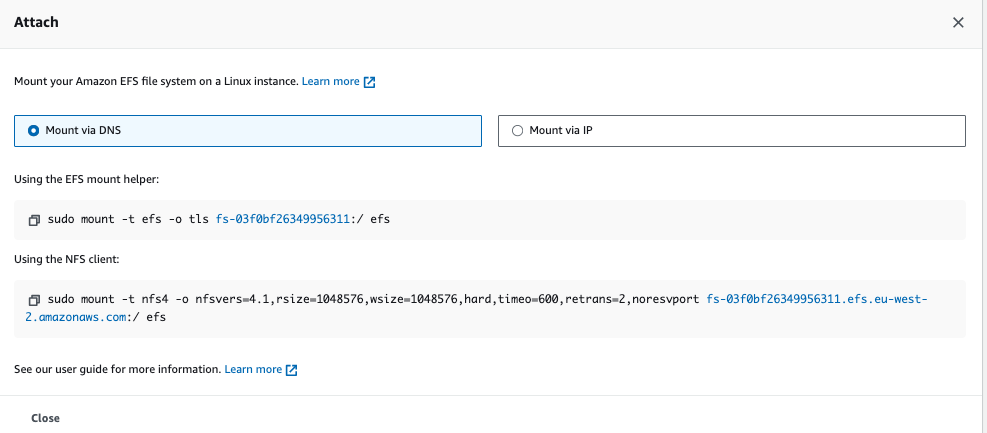 Attach
Mount your Amazon EFS file system on a Linux instance. Learn more
Mount via DNS
Mount via IP
Using the EFS mount helper:
sudo mount -t efs -o tls fs-03f0bf26349956311:/ efs
Using the NFS client:
sudo mount -t nfs4 -o nfsvers=4.1,rsize=1048576,wsize=1048576,hard,timeo=600,retrans=2,noresvport fs-03f0bf26349956311.efs.eu-west-
2.amazonaws.com:/ efs
See our user guide for more information. Learn more
Close